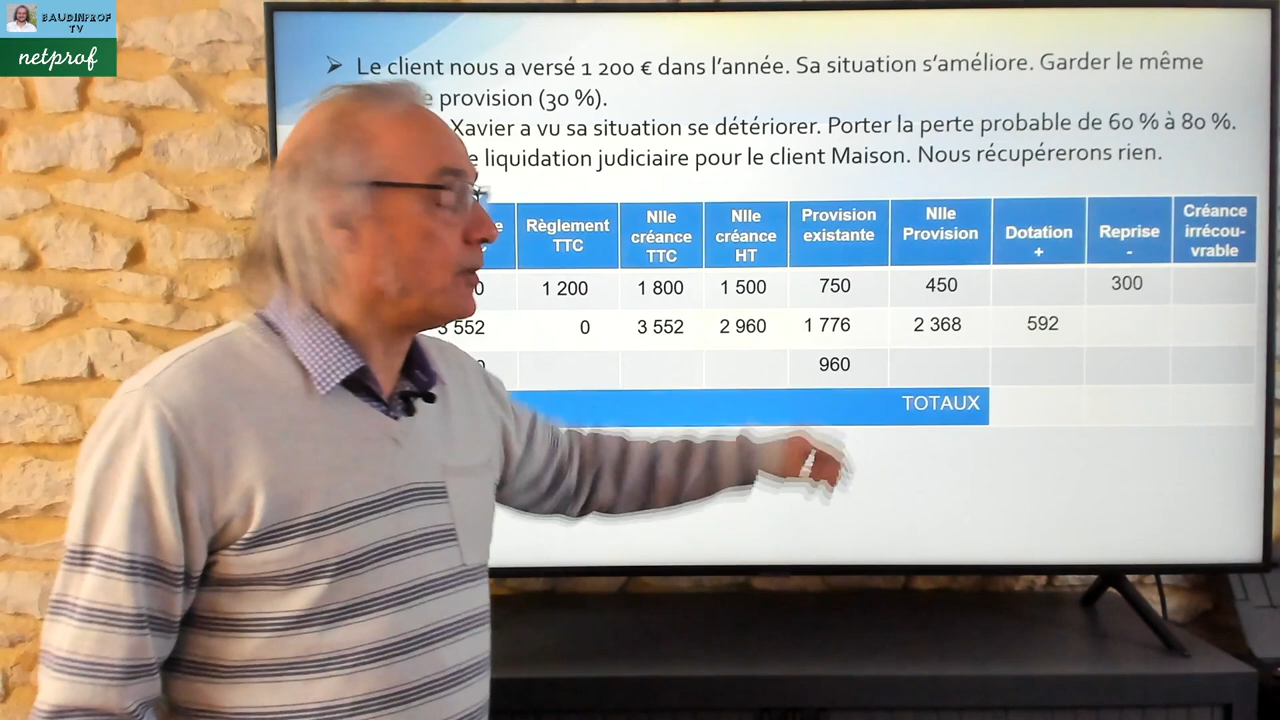 BAUDINPROF
TV
netprof
➢ Le client nous a versé 1 200 € dans l'année. Sa situation s'améliore. Garder le même
provision (30 %).
Xavier a vu sa situation se détériorer. Porter la perte probable de 60 % à 80 %.
liquidation judiciaire pour le client Maison. Nous récupérerons rien.
Règlement TTC Nlle créance TTC Nlle créance HT Provision existante Nlle Provision Dotation + Reprise - Créance irrécou-vrable
1 200 1 800 1 500 750 450 300
3 552 0 3 552 2 960 1 776 2 368 592
960
TOTAUX